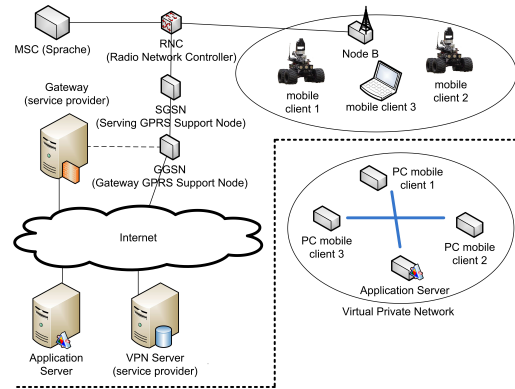 MSC (Sprache)
RNC
(Radio Network Controller)
Node B
mobile
client 1
mobile client 3
mobile
client 2
Gateway
(service provider)
SGSN
(Serving GPRS Support Node)
GGSN
(Gateway GPRS Support Node)
Internet
Application
Server
VPN Server
(service provider)
PC mobile
client 1
PC mobile
client 3
PC mobile
client 2
Application Server
Virtual Private Network